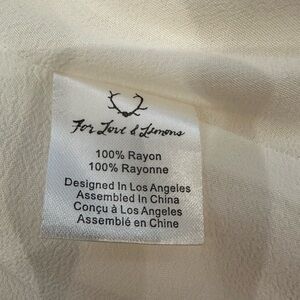 For Love & Lemons
100% Rayon
100% Rayonne
Designed In Los Angeles
Assembled In China
Conçu à Los Angeles
Assemblé en Chine